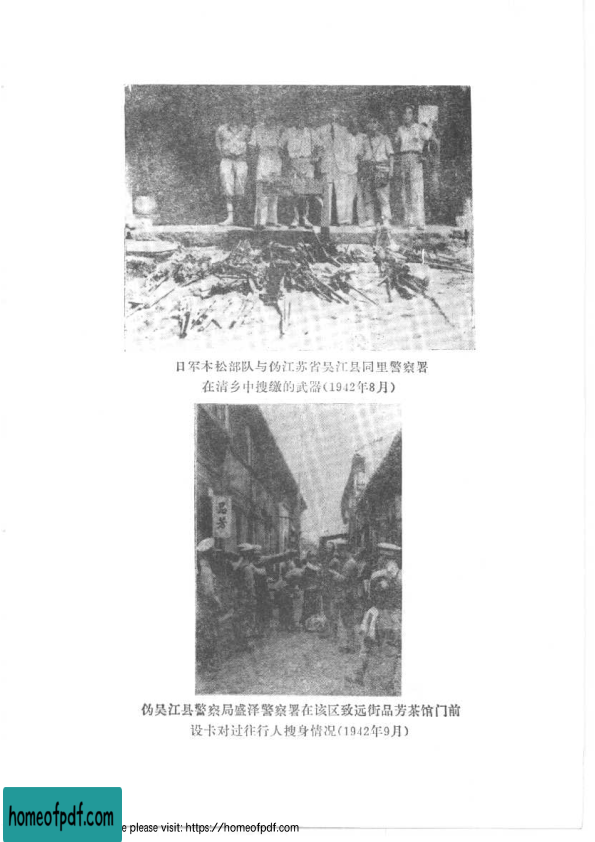 日军本松部队与伪江苏省吴江县同里警察署
在清乡中搜缴的武器(1942年8月)
品芳
伪吴江县警察局盛泽警察署在该区致远街品芳茶馆门前
设卡对过往行人搜身情况(1942年9月)
homeofpdf.com
e please visit: https://homeofpdf.com